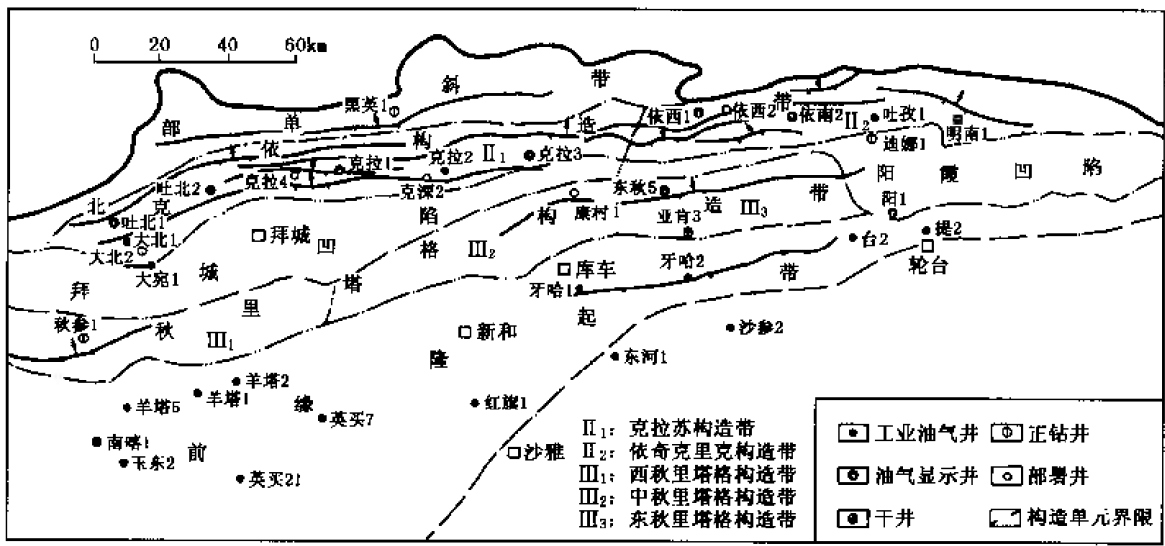 0 20 40 60km
斜 带
黑英1
部 单
依西1
依西2
依南2
带
吐孜1
明南1
迪娜1
Ⅱ₂
依 构 造
克拉1
克拉2
Ⅱ₁
克拉3
克拉4
克深2
吐北2
北 克
吐北1
大北1
大北2
大宛1
拜城
陷
凹
城
拜
东秋5
康村1
亚肯3
构 造 带
Ⅲ₃
阳 霞 凹 陷
阳1
台2
提2
轮台
格
Ⅲ₂
塔
里
秋
Ⅲ₁
秋参1
库车
牙哈1
牙哈2
带
起
新和
隆
沙参2
东河1
羊塔2
羊塔1
羊塔5
缘
英买7
红旗1
南喀1
前
玉东2
英买21
沙雅
Ⅱ₁：克拉苏构造带
Ⅱ₂：依奇克里克构造带
Ⅲ₁：西秋里塔格构造带
Ⅲ₂：中秋里塔格构造带
Ⅲ₃：东秋里塔格构造带
工业油气井 正钻井
油气显示井 部署井
干井 构造单元界限